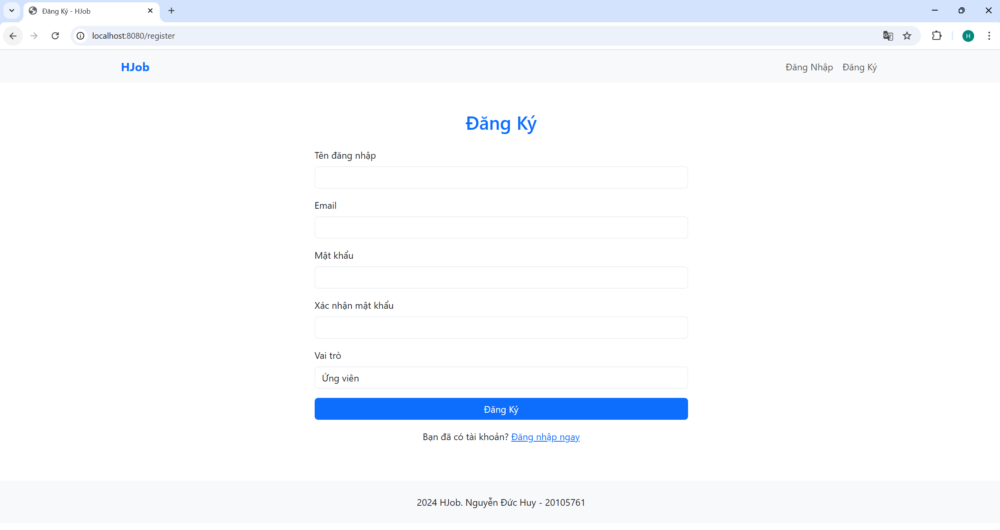 Đăng Ký - HJob
localhost:8080/register
H
HJob
Đăng Nhập
Đăng Ký
Đăng Ký
Tên đăng nhập
Email
Mật khẩu
Xác nhận mật khẩu
Vai trò
Ứng viên
Đăng Ký
Bạn đã có tài khoản? Đăng nhập ngay
2024 HJob. Nguyễn Đức Huy - 20105761